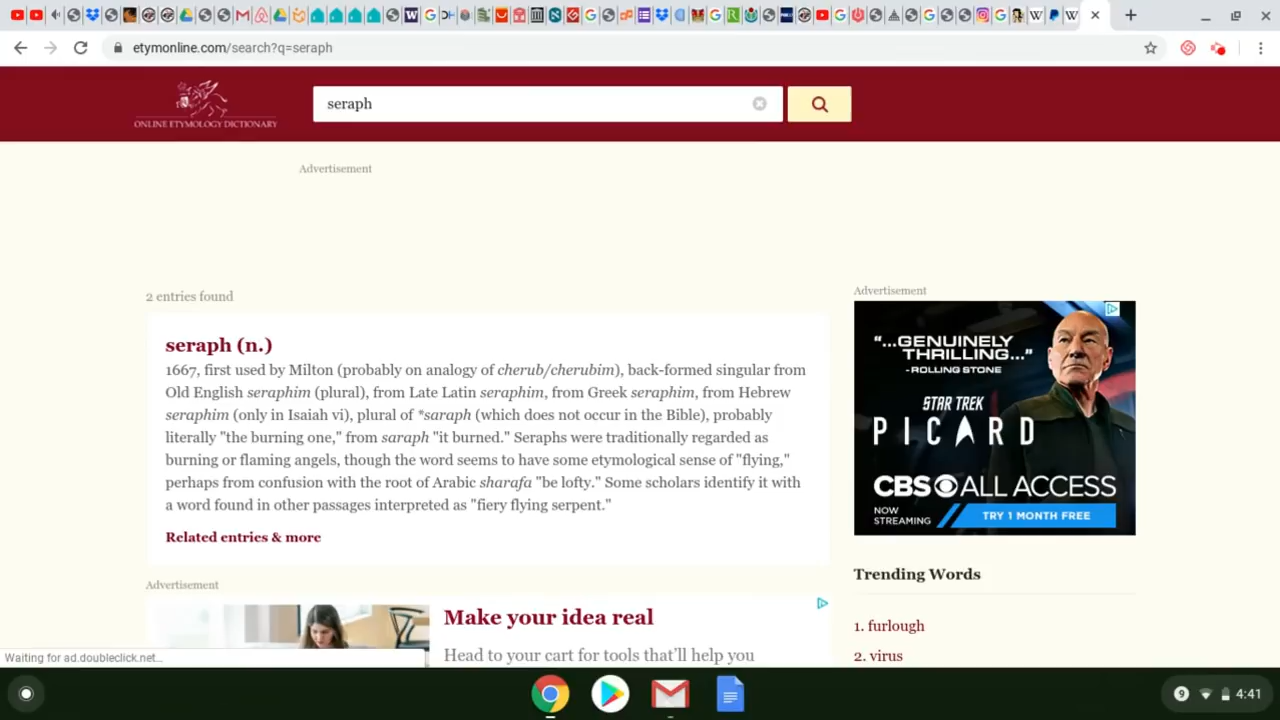 etymonline.com/search?q=seraph
ONLINE ETYMOLOGY DICTIONARY
seraph
Advertisement
2 entries found
seraph (n.)
1667, first used by Milton (probably on analogy of cherub/cherubim), back-formed singular from
Old English seraphim (plural), from Late Latin seraphim, from Greek seraphim, from Hebrew
seraphim (only in Isaiah vi), plural of *saraph (which does not occur in the Bible), probably
literally "the burning one," from saraph "it burned." Seraphs were traditionally regarded as
burning or flaming angels, though the word seems to have some etymological sense of "flying,"
perhaps from confusion with the root of Arabic sharafa "be lofty." Some scholars identify it with
a word found in other passages interpreted as "fiery flying serpent."
Related entries & more
Advertisement
Make your idea real
Head to your cart for tools that'll help you
Advertisement
"...GENUINELY
THRILLING..."
- ROLLING STONE
STAR TREK
PICARD
CBS ALL ACCESS
NOW
STREAMING
TRY 1 MONTH FREE
Trending Words
1. furlough
2. virus
Waiting for ad.doubleclick.net...
9
4:41